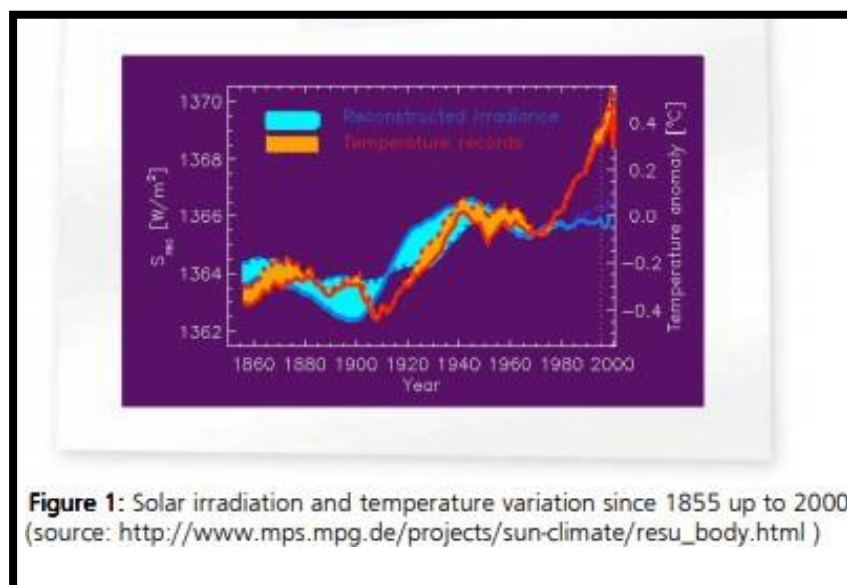 1370
1368
1366
1364
1362
S_rec [W/m²]
Reconstructed irradiance
Temperature records
0.4
0.2
0.0
−0.2
−0.4
Temperature anomaly [°C]
1860 1880 1900 1920 1940 1960 1980 2000
Year
Figure 1: Solar irradiation and temperature variation since 1855 up to 2000
(source: http://www.mps.mpg.de/projects/sun-climate/resu_body.html )